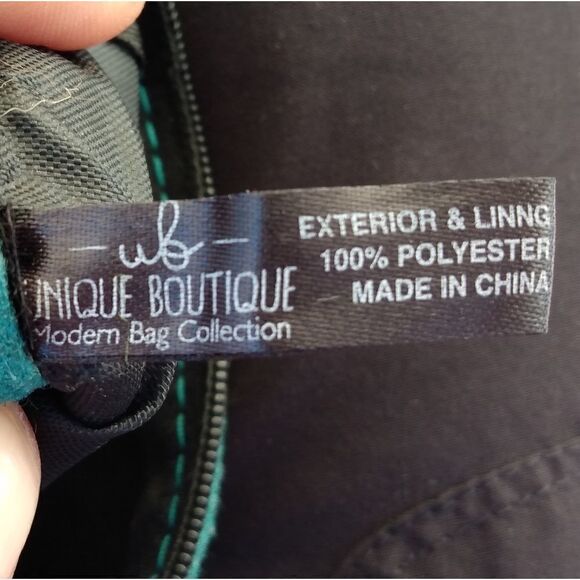 — ub —
UNIQUE BOUTIQUE
Modern Bag Collection
EXTERIOR & LINNG
100% POLYESTER
MADE IN CHINA